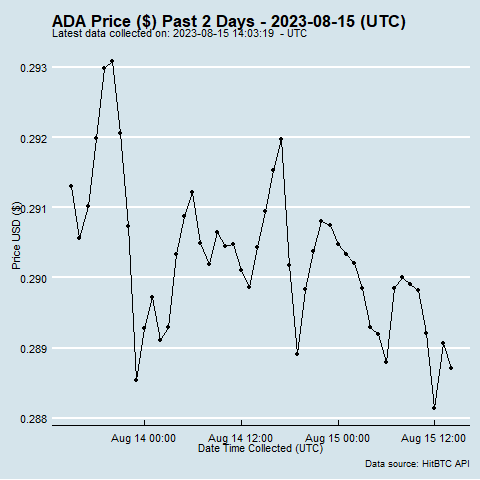 ADA Price ($) Past 2 Days - 2023-08-15 (UTC)
Latest data collected on: 2023-08-15 14:03:19 - UTC
0.293
0.292
0.291
0.290
0.289
0.288
Price USD ($)
Aug 14 00:00 Aug 14 12:00 Aug 15 00:00 Aug 15 12:00
Date Time Collected (UTC)
Data source: HitBTC API